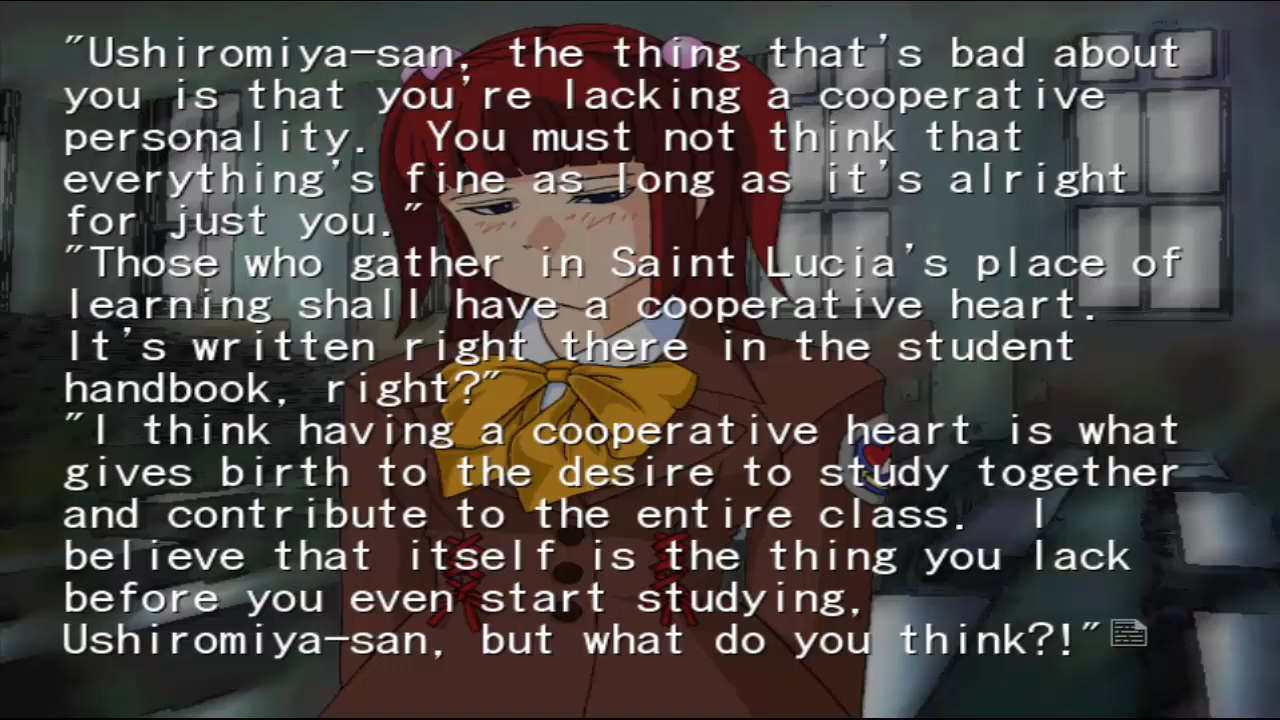 "Ushiromiya-san, the thing that's bad about
you is that you're lacking a cooperative
personality.  You must not think that
everything's fine as long as it's alright
for just you."
"Those who gather in Saint Lucia's place of
learning shall have a cooperative heart.
It's written right there in the student
handbook, right?"
"I think having a cooperative heart is what
gives birth to the desire to study together
and contribute to the entire class.  I
believe that itself is the thing you lack
before you even start studying,
Ushiromiya-san, but what do you think?!"